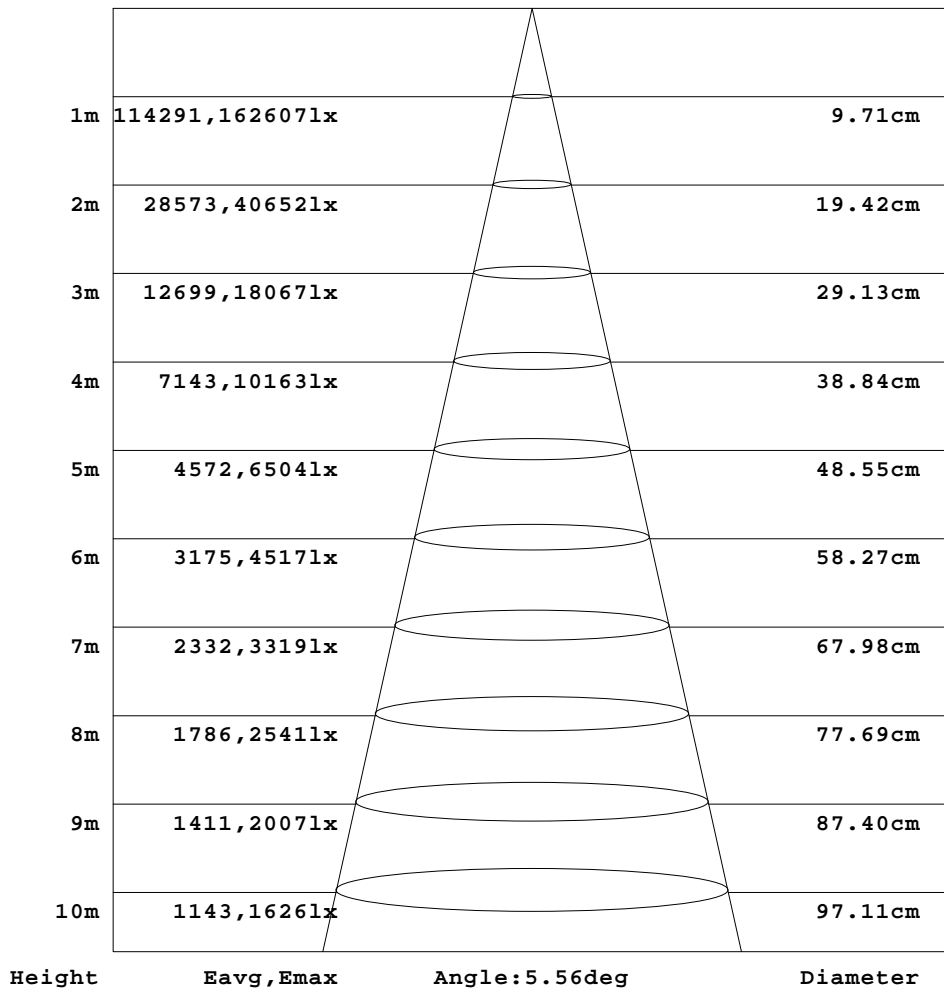 1m 114291,162607lx 9.71cm
2m 28573,40652lx 19.42cm
3m 12699,18067lx 29.13cm
4m 7143,10163lx 38.84cm
5m 4572,6504lx 48.55cm
6m 3175,4517lx 58.27cm
7m 2332,3319lx 67.98cm
8m 1786,2541lx 77.69cm
9m 1411,2007lx 87.40cm
10m 1143,1626lx 97.11cm
Height Eavg,Emax Angle:5.56deg Diameter